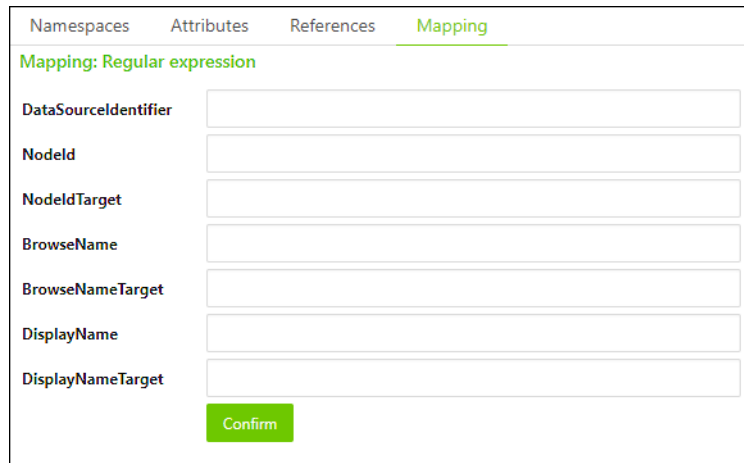 Namespaces Attributes References Mapping
Mapping: Regular expression
DataSourceIdentifier
NodeId
NodeIdTarget
BrowseName
BrowseNameTarget
DisplayName
DisplayNameTarget
Confirm